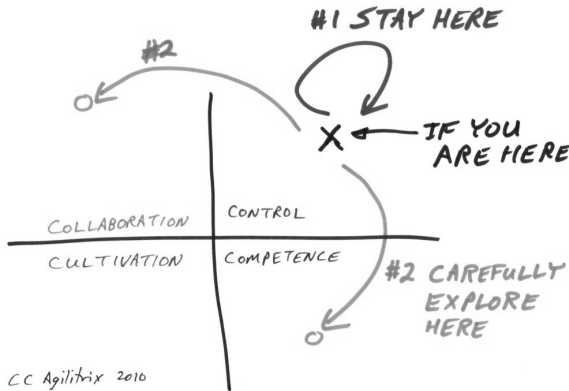 #1 STAY HERE
#2
IF YOU
ARE HERE
COLLABORATION
CONTROL
CULTIVATION
COMPETENCE
#2 CAREFULLY
EXPLORE
HERE
CC Agilitrix 2010